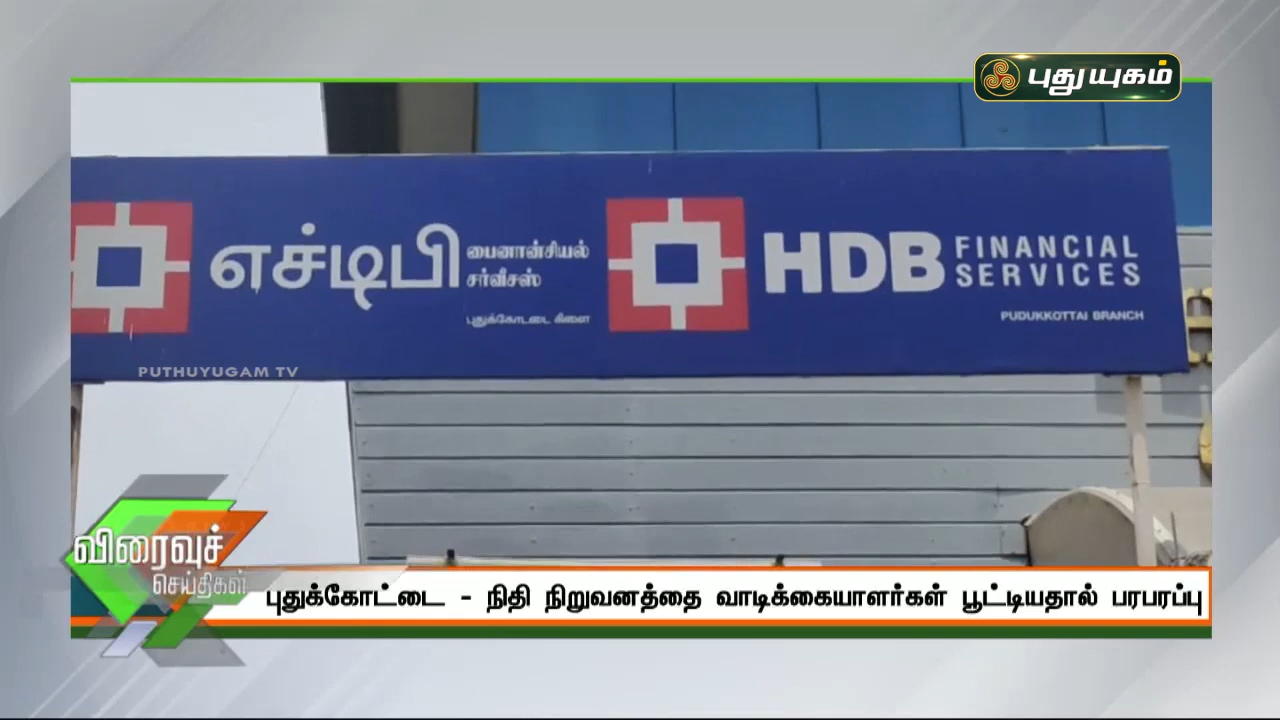 புதுயுகம்
எச்டிபி பைனான்சியல்
சர்வீசஸ்
புதுக்கோட்டை கிளை
HDB FINANCIAL
SERVICES
PUDUKKOTTAI BRANCH
PUTHUYUGAM TV
விரைவுச்
செய்திகள்
புதுக்கோட்டை - நிதி நிறுவனத்தை வாடிக்கையாளர்கள் பூட்டியதால் பரபரப்பு